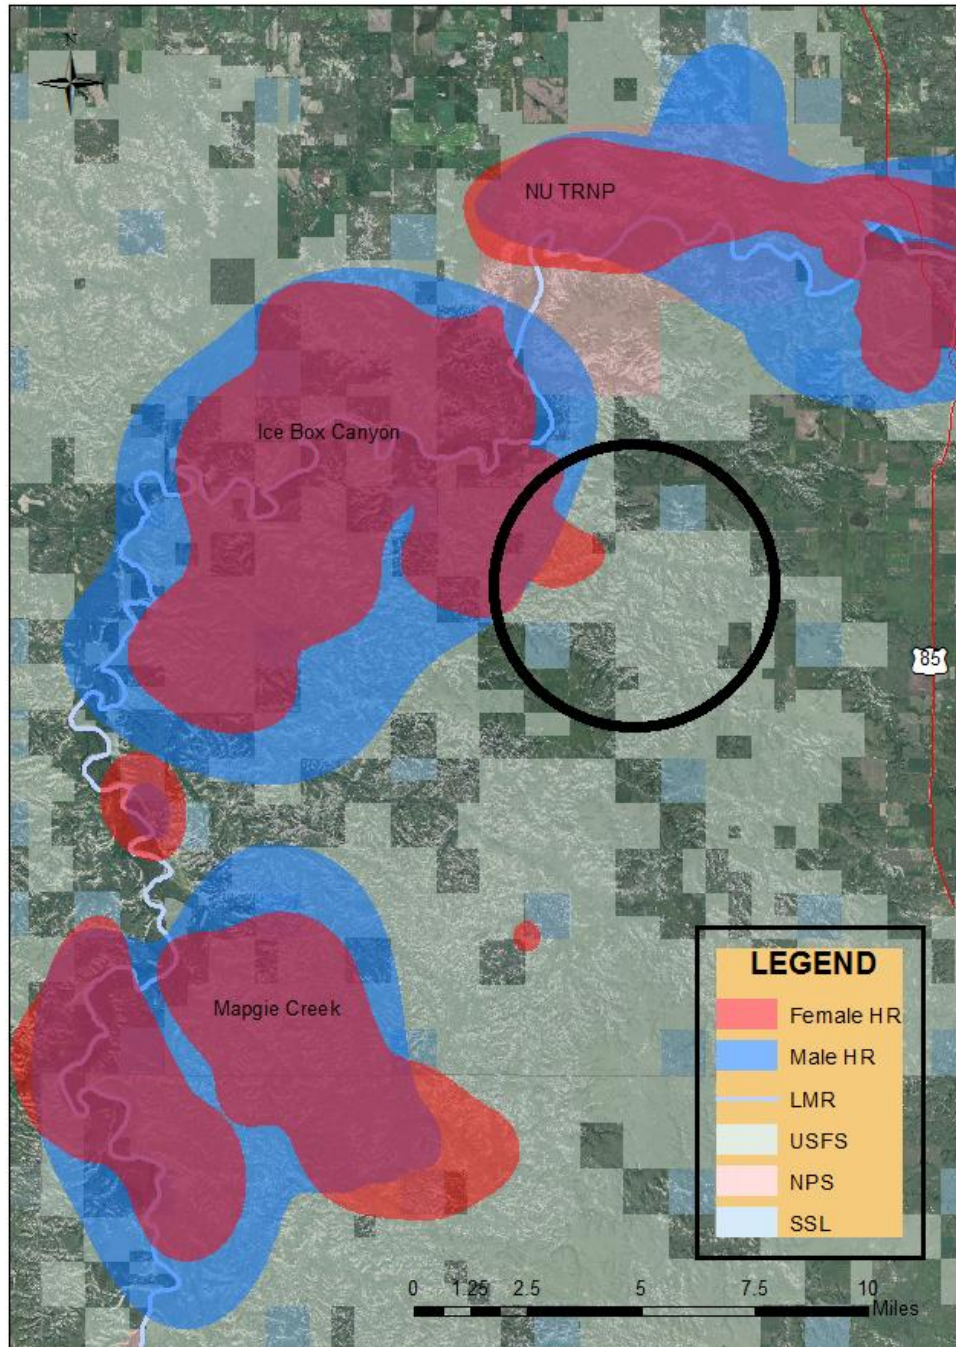 N
NU TRNP
Ice Box Canyon
85
Mapgie Creek
LEGEND
Female HR
Male HR
LMR
USFS
NPS
SSL
0 1.25 2.5 5 7.5 10
Miles